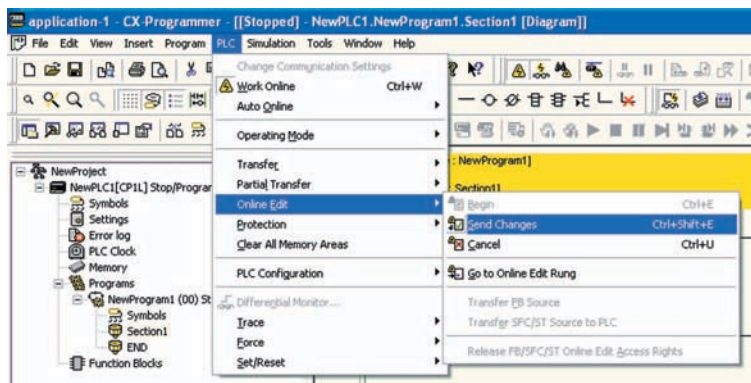 application-1 - CX-Programmer - [[Stopped] - NewPLC1.NewProgram1.Section1 [Diagram]]
File Edit View Insert Program PLC Simulation Tools Window Help
Change Communication Settings
Work Online Ctrl+W
Auto Online
Operating Mode
Transfer
Partial Transfer
Online Edit
Protection
Clear All Memory Areas
PLC Configuration
Differential Monitor...
Trace
Force
Set/Reset
Begin Ctrl+E
Send Changes Ctrl+Shift+E
Cancel Ctrl+U
Go to Online Edit Rung
Transfer FB Source
Transfer SFC/ST Source to PLC
Release FB/SFC/ST Online Edit Access Rights
: NewProgram1]
: Section1]
NewProject
NewPLC1[CP1L] Stop/Progra
Symbols
Settings
Error log
PLC Clock
Memory
Programs
NewProgram1 (00) St
Symbols
Section1
END
Function Blocks